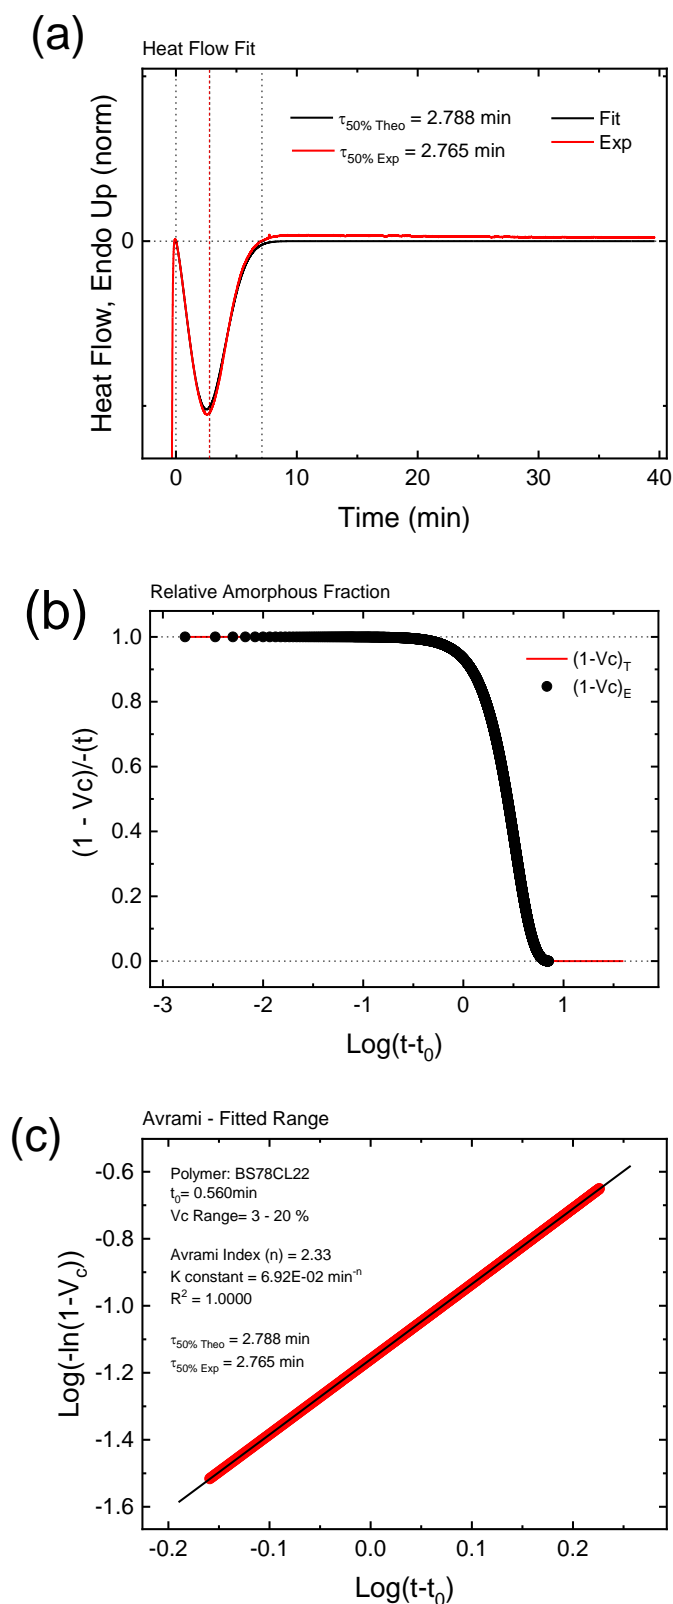 (a)
Heat Flow Fit
τ50% Theo = 2.788 min
τ50% Exp = 2.765 min
Fit
Exp
Heat Flow, Endo Up (norm)
0
0 10 20 30 40
Time (min)
(b)
Relative Amorphous Fraction
(1-Vc)T
(1-Vc)E
(1 - Vc)/-(t)
1.0
0.8
0.6
0.4
0.2
0.0
-3 -2 -1 0 1
Log(t-t0)
(c)
Avrami - Fitted Range
Polymer: BS78CL22
t0= 0.560min
Vc Range= 3 - 20 %
Avrami Index (n) = 2.33
K constant = 6.92E-02 min-n
R2 = 1.0000
τ50% Theo = 2.788 min
τ50% Exp = 2.765 min
Log(-ln(1-Vc))
-0.6
-0.8
-1.0
-1.2
-1.4
-1.6
-0.2 -0.1 0.0 0.1 0.2
Log(t-t0)